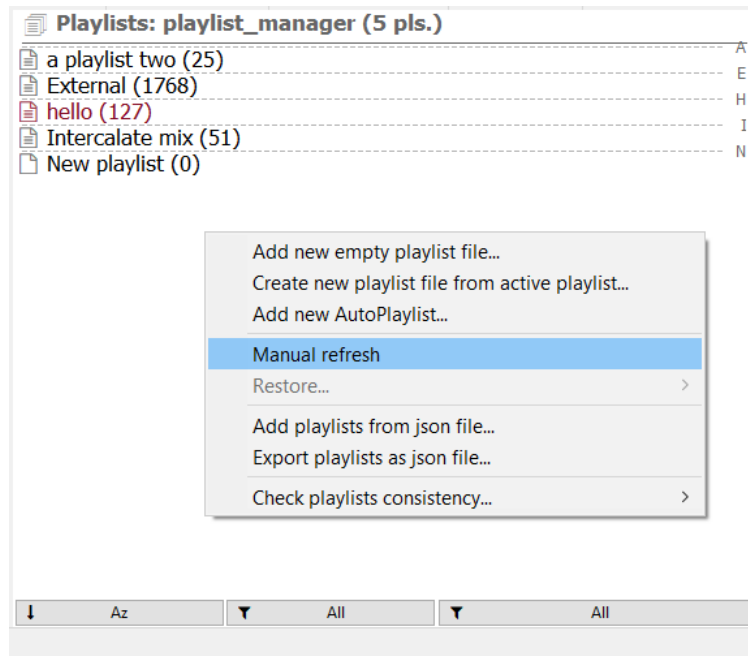 Playlists: playlist_manager (5 pls.)
A
a playlist two (25)
E
External (1768)
H
hello (127)
I
Intercalate mix (51)
N
New playlist (0)
Add new empty playlist file...
Create new playlist file from active playlist...
Add new AutoPlaylist...
Manual refresh
Restore...
Add playlists from json file...
Export playlists as json file...
Check playlists consistency...
Az
All
All